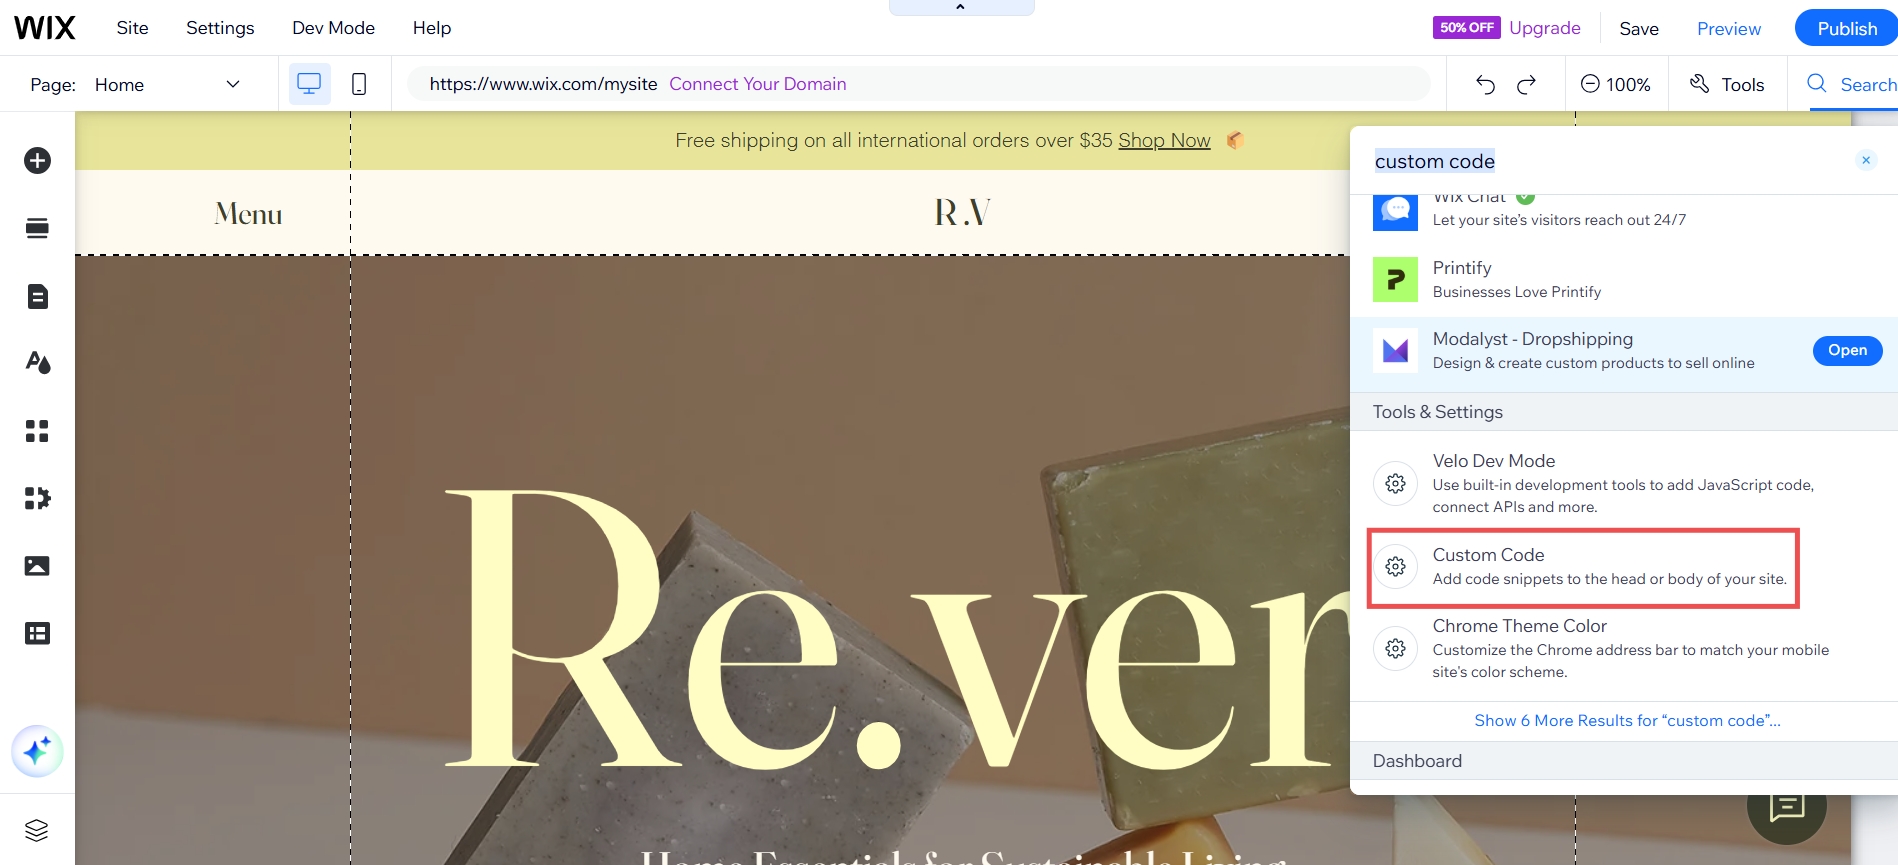 WIX Site Settings Dev Mode Help 50% OFF Upgrade Save Preview Publish
Page: Home https://www.wix.com/mysite Connect Your Domain 100% Tools Search
Free shipping on all international orders over $35 Shop Now
Menu R.V
Re.ver
Home Essentials for Sustainable Living
custom code
Wix Chat
Let your site's visitors reach out 24/7
Printify
Businesses Love Printify
Modalyst - Dropshipping
Design & create custom products to sell online
Open
Tools & Settings
Velo Dev Mode
Use built-in development tools to add JavaScript code,
connect APIs and more.
Custom Code
Add code snippets to the head or body of your site.
Chrome Theme Color
Customize the Chrome address bar to match your mobile
site's color scheme.
Show 6 More Results for “custom code”...
Dashboard